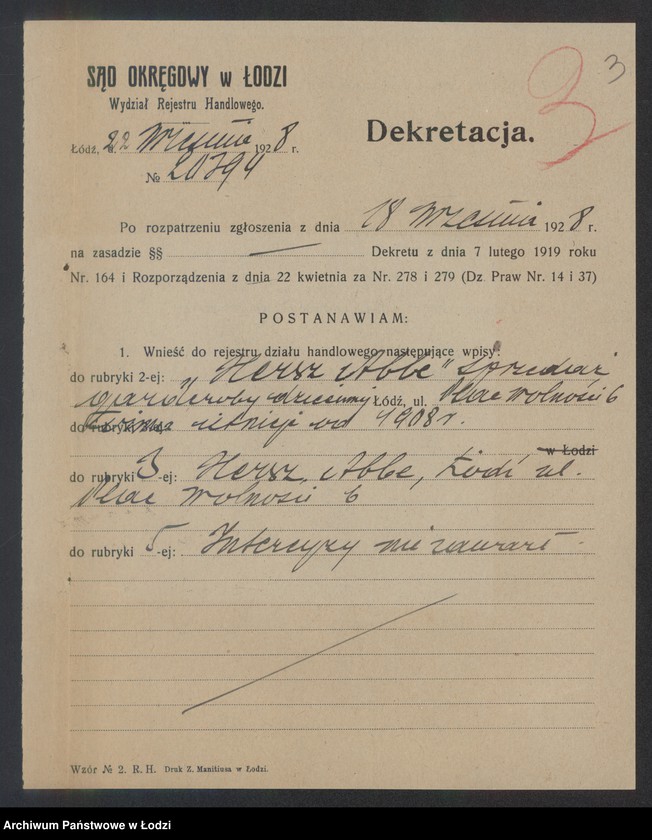 3
3
SĄD OKRĘGOWY w ŁODZI
Wydział Rejestru Handlowego.
Dekretacja.
Łódź, d. 22 Września 1928 r.
№ 20394
Po rozpatrzeniu zgłoszenia z dnia 18 Września 1928 r.
na zasadzie §§ — Dekretu z dnia 7 lutego 1919 roku
Nr. 164 i Rozporządzenia z dnia 22 kwietnia za Nr. 278 i 279 (Dz. Praw Nr. 14 i 37)
POSTANAWIAM:
1. Wnieść do rejestru działu handlowego następujące wpisy:
do rubryki 2-ej: „Hersz Abbe" sprzedaż
garderoby dziecinnej Łódź, ul. Plac Wolności 6
do rubryki Firma istnieje od 1908 r.
w Łodzi
do rubryki 3-ej: Hersz Abbe, Łódź ul.
Plac Wolności 6
do rubryki 5-ej: Intercyzy nie zawarł.
Wzór № 2. R. H. Druk Z. Manitiusa w Łodzi.
Archiwum Państwowe w Łodzi